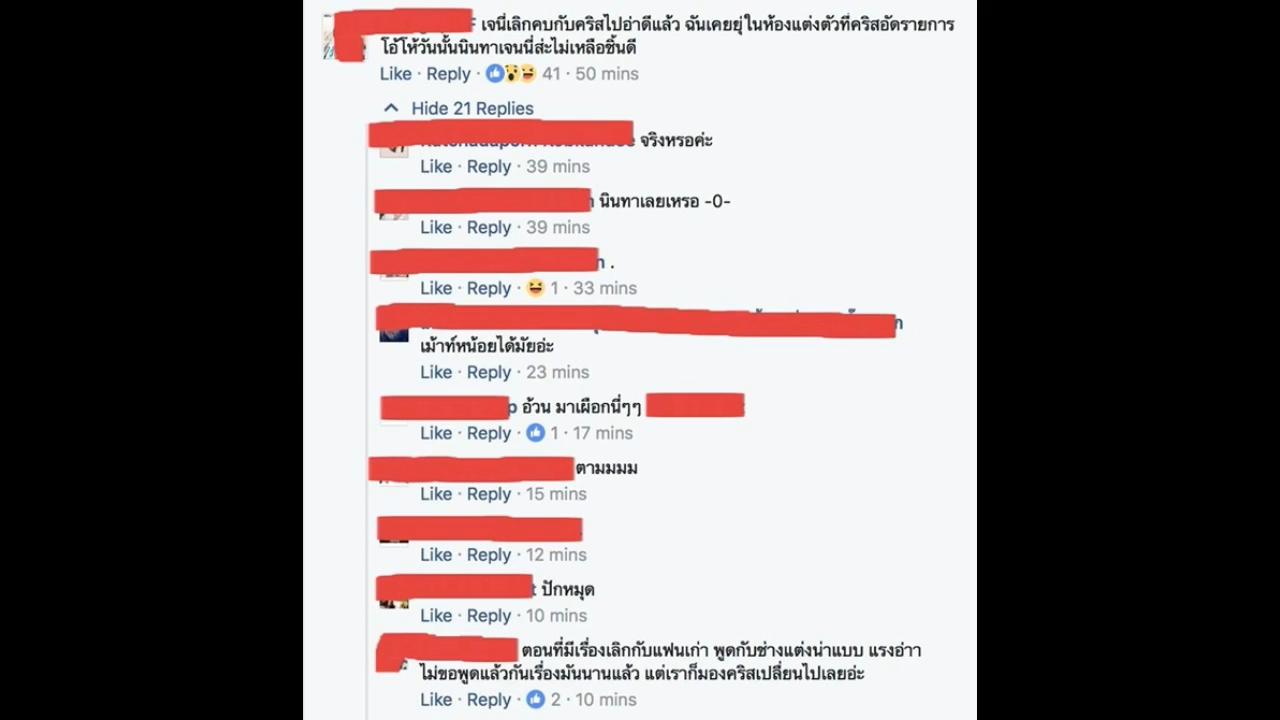 เจนี่เลิกคบกับคริสไปอ่าดีแล้ว ฉันเคยยุ่ในห้องแต่งตัวที่คริสอัดรายการ
โอ้โห้วันนั้นนินทาเจนนี่ส่ะไม่เหลือชิ้นดี
Like · Reply · 41 · 50 mins
Hide 21 Replies
จริงหรอค่ะ
Like · Reply · 39 mins
นินทาเลยเหรอ -0-
Like · Reply · 39 mins
.
Like · Reply · 1 · 33 mins
เม้าท์หน้อยได้มัยอ่ะ
Like · Reply · 23 mins
อ้วน มาเผือกนี่ๆๆ
Like · Reply · 1 · 17 mins
ตามมมม
Like · Reply · 15 mins
Like · Reply · 12 mins
ปักหมุด
Like · Reply · 10 mins
ตอนที่มีเรื่องเลิกกับแฟนเก่า พูดกับช่างแต่งน่าแบบ แรงอ่าา
ไม่ขอพูดแล้วกันเรื่องมันนานแล้ว แต่เราก็มองคริสเปลี่ยนไปเลยอ่ะ
Like · Reply · 2 · 10 mins